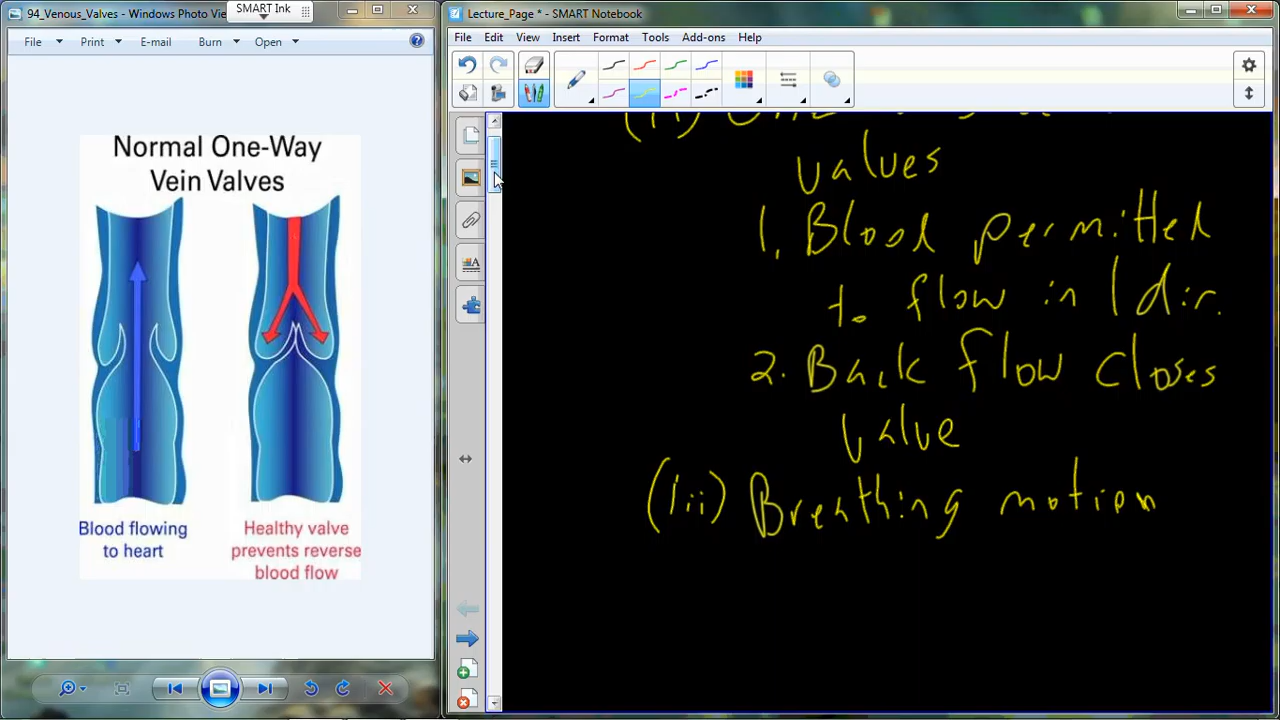 94_Venous_Valves - Windows Photo Vie
SMART Ink
File Print E-mail Burn Open
Normal One-Way
Vein Valves
Blood flowing
to heart
Healthy valve
prevents reverse
blood flow
Lecture_Page * - SMART Notebook
File Edit View Insert Format Tools Add-ons Help
valves
1. Blood permitted
to flow in 1 dir.
2. Back flow closes
valve
(iii) Breathing motion